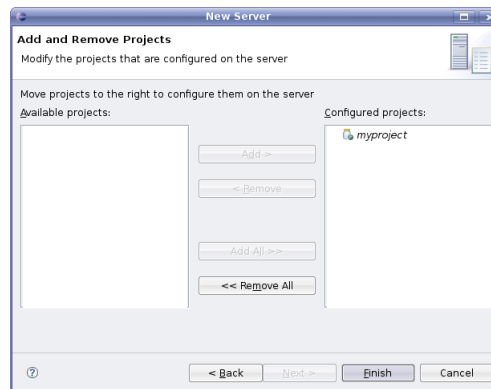 New Server
Add and Remove Projects
Modify the projects that are configured on the server
Move projects to the right to configure them on the server
Available projects:
Configured projects:
myproject
Add >
< Remove
Add All >>
<< Remove All
?
< Back
Next >
Finish
Cancel